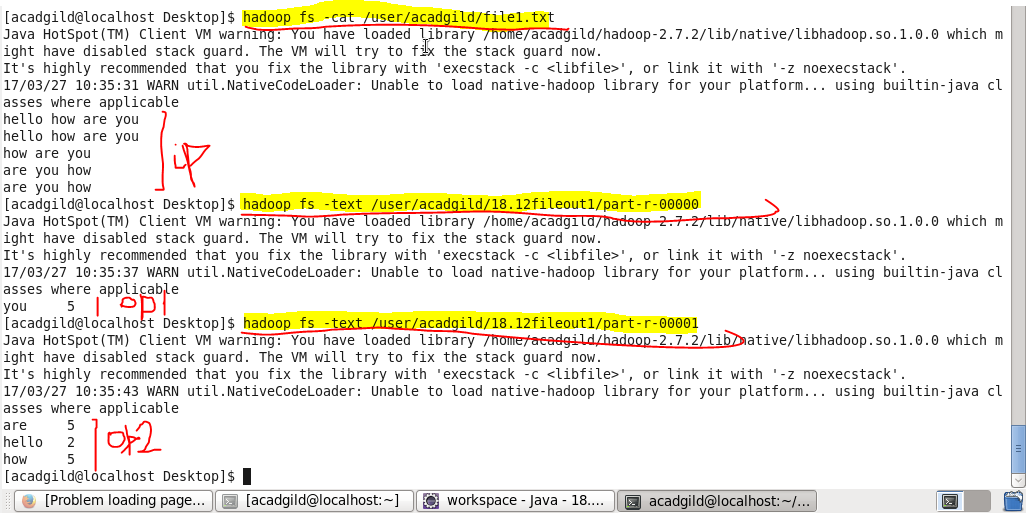 [acadgild@localhost Desktop]$ hadoop fs -cat /user/acadgild/file1.txt
Java HotSpot(TM) Client VM warning: You have loaded library /home/acadgild/hadoop-2.7.2/lib/native/libhadoop.so.1.0.0 which m
ight have disabled stack guard. The VM will try to fix the stack guard now.
It's highly recommended that you fix the library with 'execstack -c <libfile>', or link it with '-z noexecstack'.
17/03/27 10:35:31 WARN util.NativeCodeLoader: Unable to load native-hadoop library for your platform... using builtin-java cl
asses where applicable
hello how are you
hello how are you
how are you
are you how
are you how
ip
[acadgild@localhost Desktop]$ hadoop fs -text /user/acadgild/18.12fileout1/part-r-00000
Java HotSpot(TM) Client VM warning: You have loaded library /home/acadgild/hadoop-2.7.2/lib/native/libhadoop.so.1.0.0 which m
ight have disabled stack guard. The VM will try to fix the stack guard now.
It's highly recommended that you fix the library with 'execstack -c <libfile>', or link it with '-z noexecstack'.
17/03/27 10:35:37 WARN util.NativeCodeLoader: Unable to load native-hadoop library for your platform... using builtin-java cl
asses where applicable
you 5 op1
[acadgild@localhost Desktop]$ hadoop fs -text /user/acadgild/18.12fileout1/part-r-00001
Java HotSpot(TM) Client VM warning: You have loaded library /home/acadgild/hadoop-2.7.2/lib/native/libhadoop.so.1.0.0 which m
ight have disabled stack guard. The VM will try to fix the stack guard now.
It's highly recommended that you fix the library with 'execstack -c <libfile>', or link it with '-z noexecstack'.
17/03/27 10:35:43 WARN util.NativeCodeLoader: Unable to load native-hadoop library for your platform... using builtin-java cl
asses where applicable
are 5
hello 2 op2
how 5
[acadgild@localhost Desktop]$
[Problem loading page... [acadgild@localhost:~] workspace - Java - 18.... acadgild@localhost:~/...